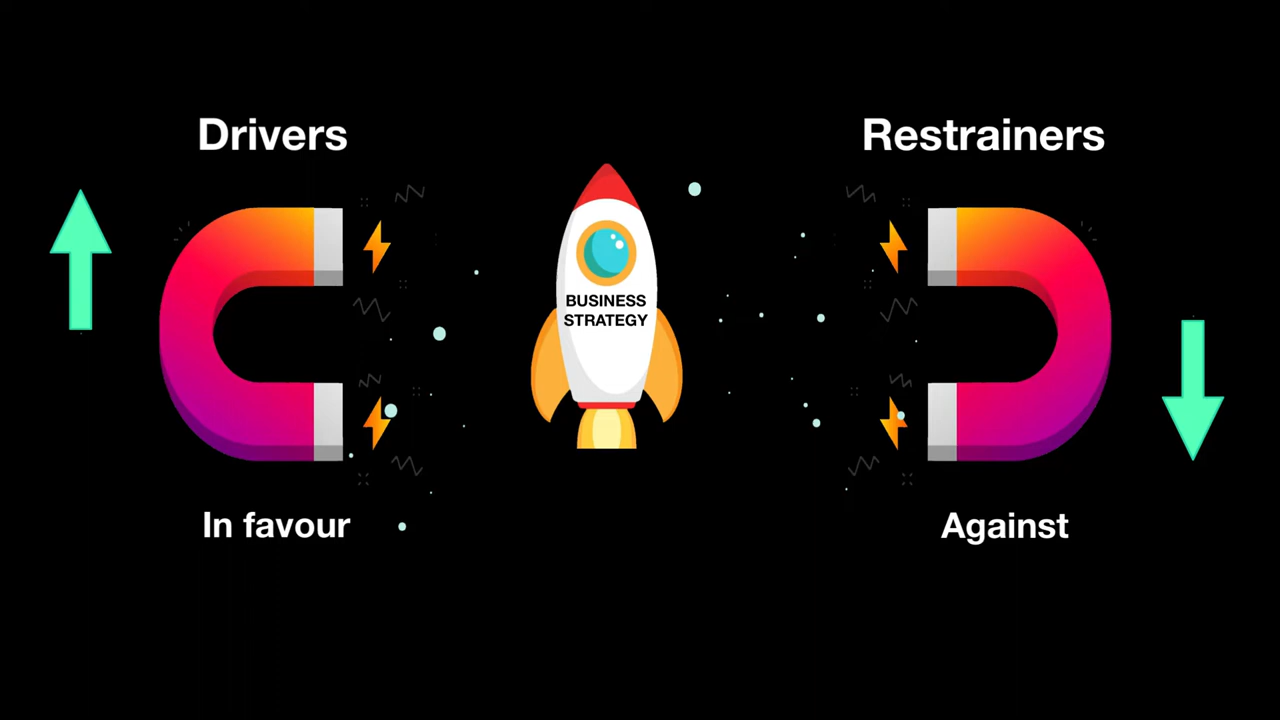 Drivers
Restrainers
BUSINESS
STRATEGY
In favour
Against